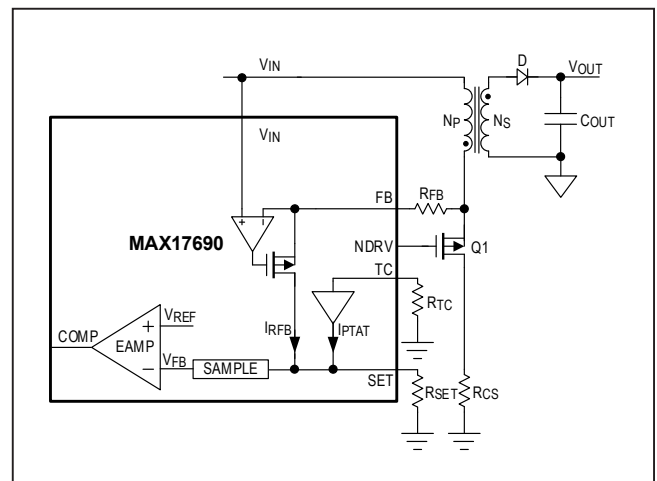 VIN
D
VOUT
NP
NS
COUT
VIN
FB
RFB
+
−
MAX17690
NDRV
Q1
TC
RTC
COMP
+
VREF
EAMP
IRFB
IPTAT
−
VFB
SAMPLE
SET
RSET
RCS